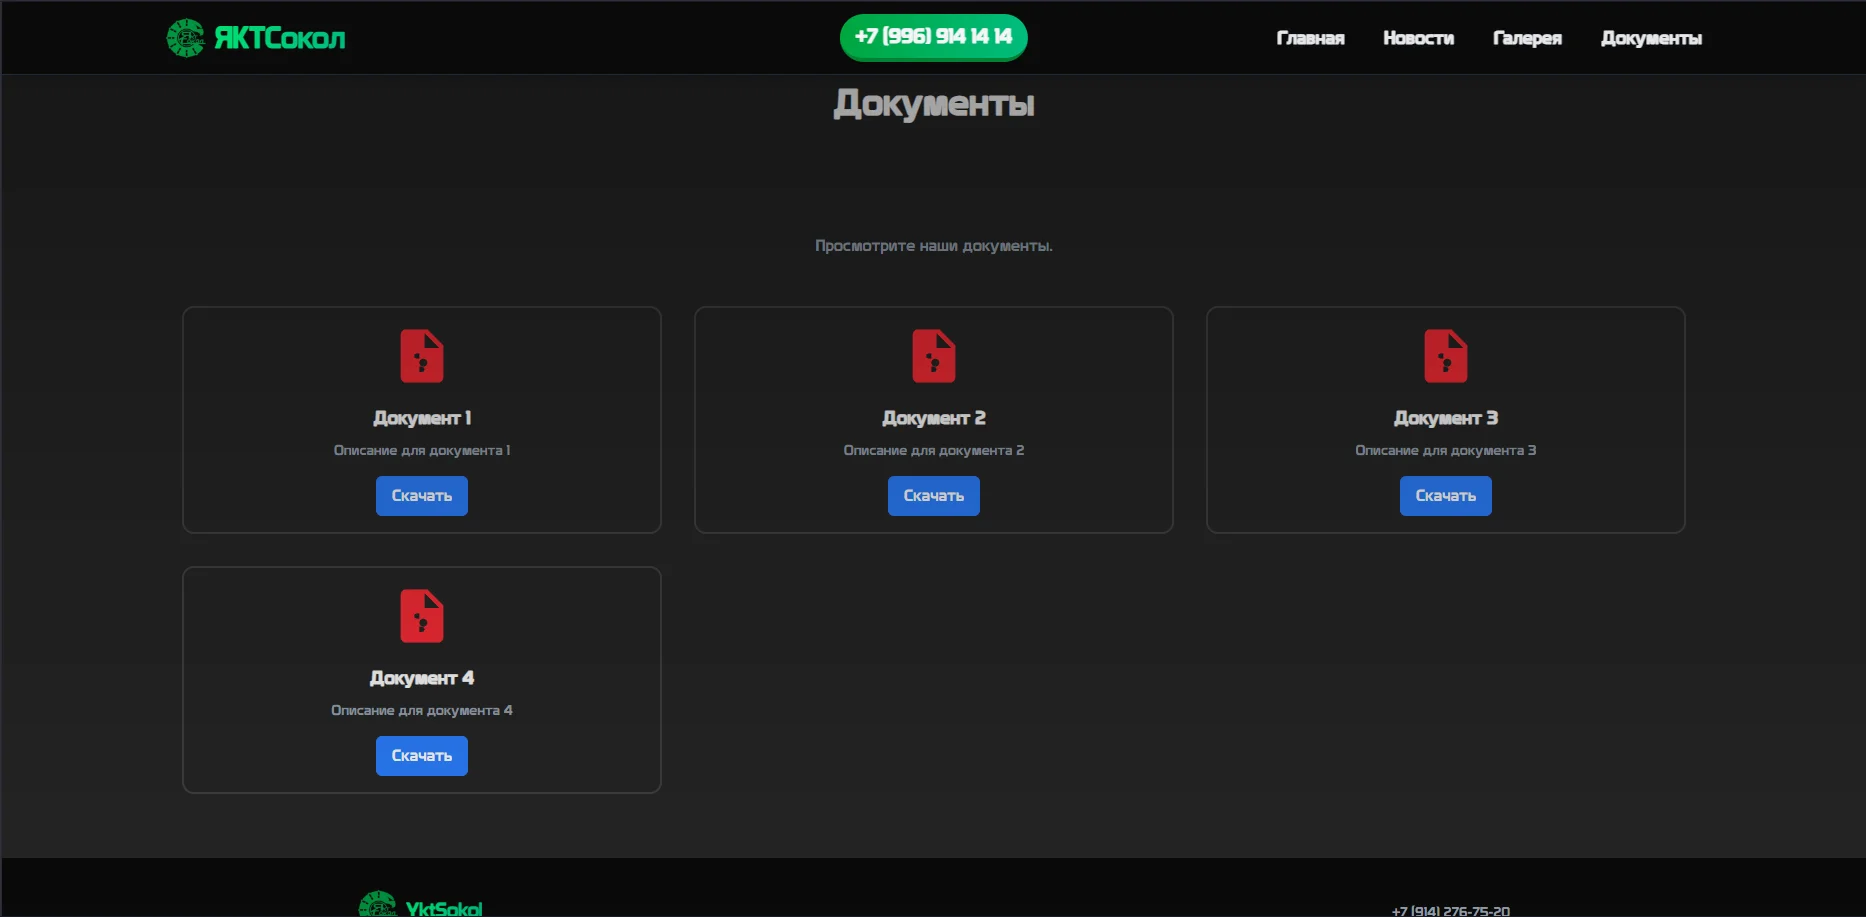 ЯКТСокол
+7 (996) 914 14 14
Главная
Новости
Галерея
Документы
Документы
Просмотрите наши документы.
Документ 1
Описание для документа 1
Скачать
Документ 2
Описание для документа 2
Скачать
Документ 3
Описание для документа 3
Скачать
Документ 4
Описание для документа 4
Скачать
YktSokol
+7 (914) 276-75-20